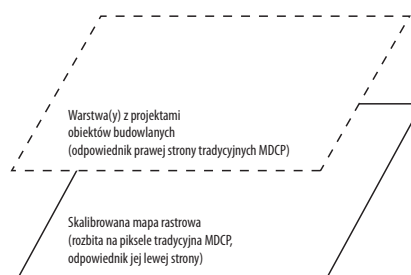 Warstwa(y) z projektami
obiektów budowlanych
(odpowiednik prawej strony tradycyjnych MDCP)
Skalibrowana mapa rastrowa
(rozbita na piksele tradycyjna MDCP,
odpowiednik jej lewej strony)